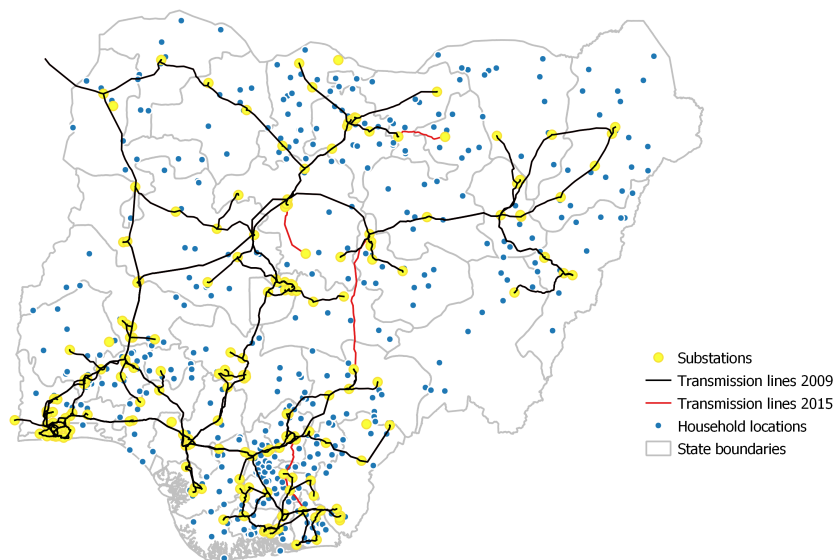 Substations
Transmission lines 2009
Transmission lines 2015
Household locations
State boundaries